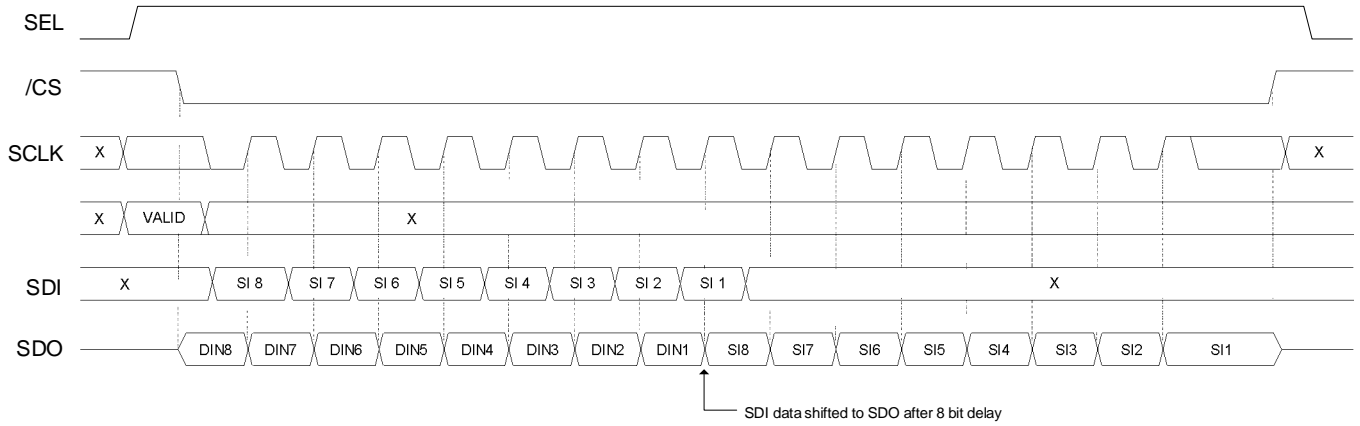 SEL
/CS
SCLK X X
X VALID X
SDI X SI 8 SI 7 SI 6 SI 5 SI 4 SI 3 SI 2 SI 1 X
SDO DIN8 DIN7 DIN6 DIN5 DIN4 DIN3 DIN2 DIN1 SI8 SI7 SI6 SI5 SI4 SI3 SI2 SI1
SDI data shifted to SDO after 8 bit delay